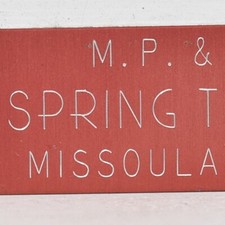 M.P. &
SPRING T
MISSOULA